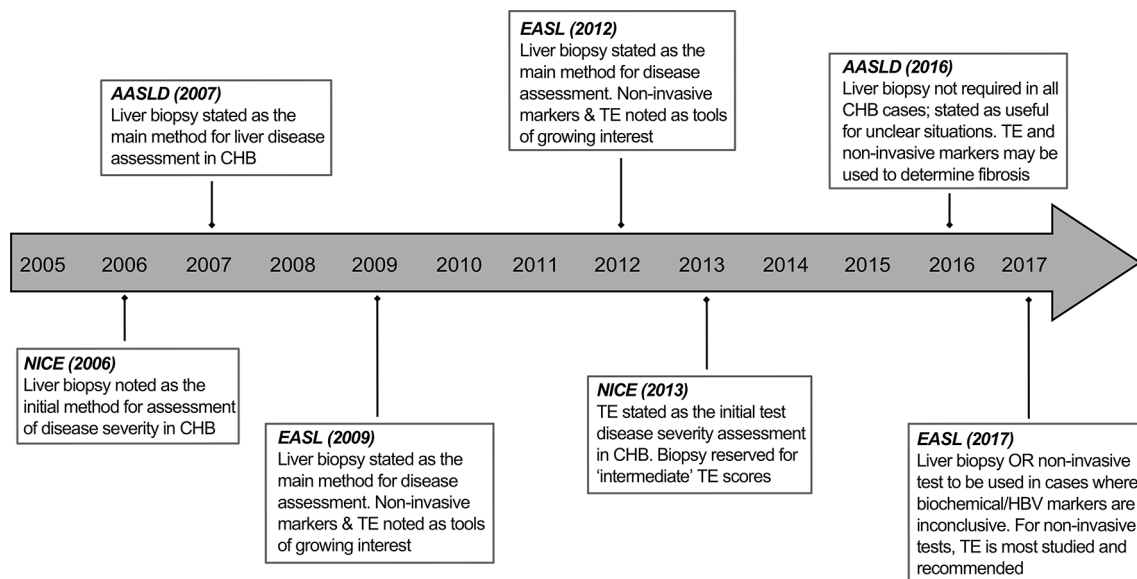 EASL (2012)
Liver biopsy stated as the
main method for disease
assessment. Non-invasive
markers & TE noted as tools
of growing interest
AASLD (2007)
Liver biopsy stated as the
main method for liver disease
assessment in CHB
AASLD (2016)
Liver biopsy not required in all
CHB cases; stated as useful
for unclear situations. TE and
non-invasive markers may be
used to determine fibrosis
2005 2006 2007 2008 2009 2010 2011 2012 2013 2014 2015 2016 2017
NICE (2006)
Liver biopsy noted as the
initial method for assessment
of disease severity in CHB
EASL (2009)
Liver biopsy stated as the
main method for disease
assessment. Non-invasive
markers & TE noted as tools
of growing interest
NICE (2013)
TE stated as the initial test
disease severity assessment
in CHB. Biopsy reserved for
‘intermediate’ TE scores
EASL (2017)
Liver biopsy OR non-invasive
test to be used in cases where
biochemical/HBV markers are
inconclusive. For non-invasive
tests, TE is most studied and
recommended